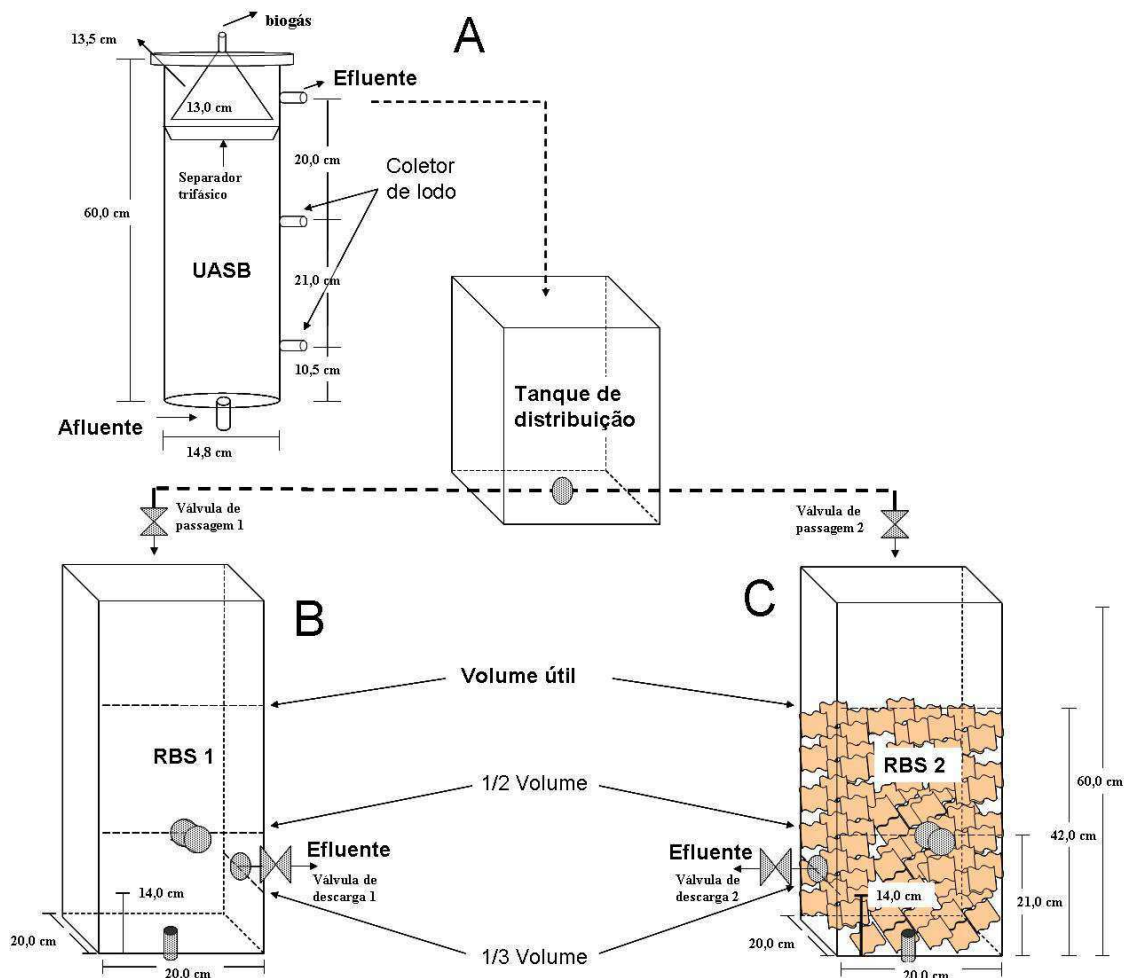 biogás
A
13,5 cm
Efluente
13,0 cm
20,0 cm
Coletor
de lodo
Separador
trifásico
60,0 cm
UASB
21,0 cm
10,5 cm
Afluente
14,8 cm
Tanque de
distribuição
Válvula de
passagem 1
Válvula de
passagem 2
B
C
Volume útil
RBS 1
RBS 2
60,0 cm
1/2 Volume
42,0 cm
Efluente
Válvula de
descarga 1
Efluente
Válvula de
descarga 2
14,0 cm
14,0 cm
21,0 cm
20,0 cm
20,0 cm
1/3 Volume
20,0 cm
20,0 cm